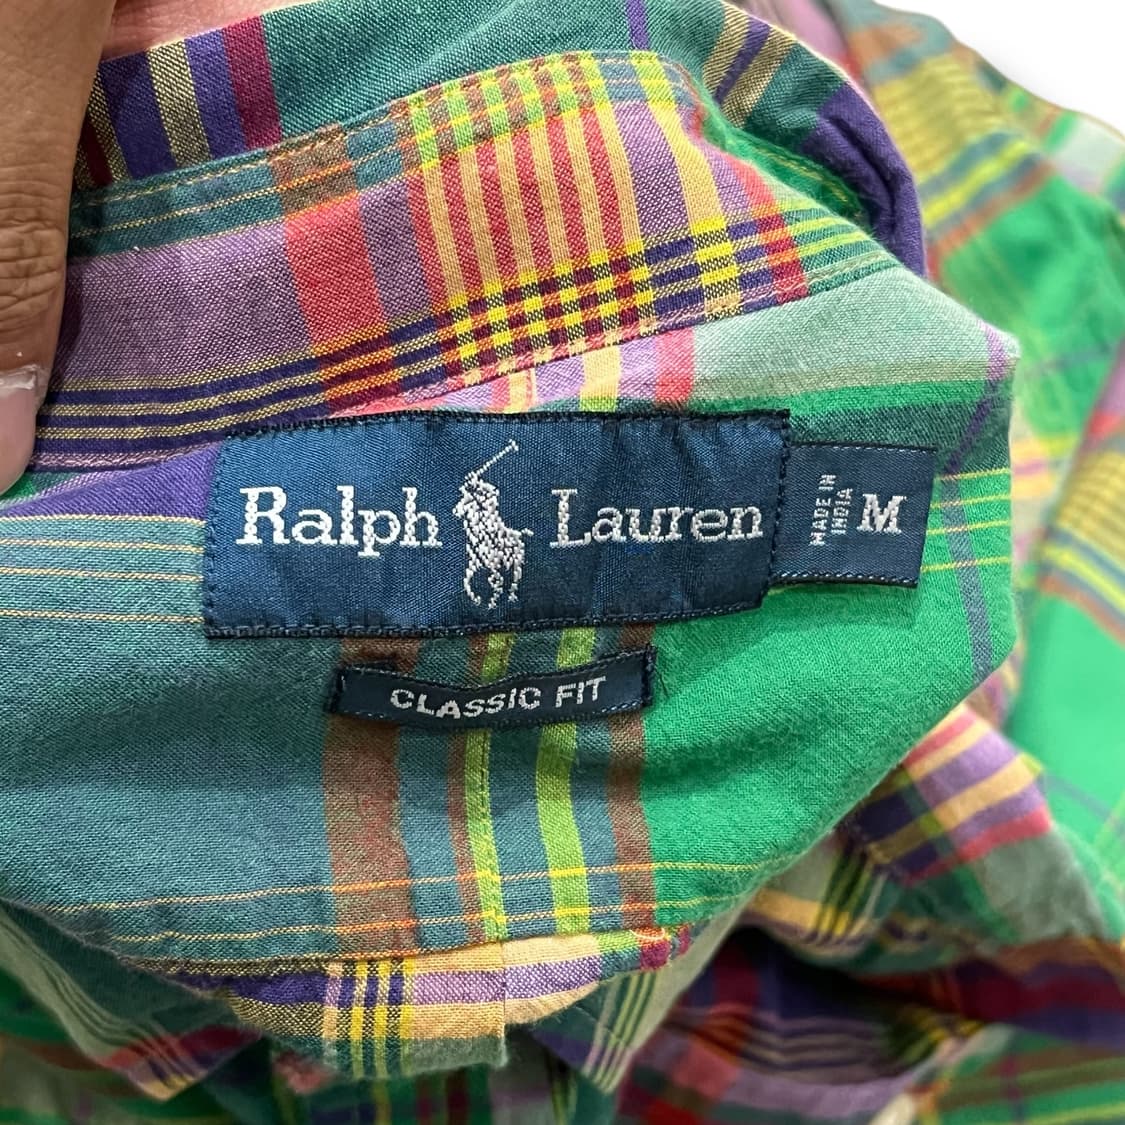 Ralph Lauren
MADE IN
INDIA
M
CLASSIC FIT